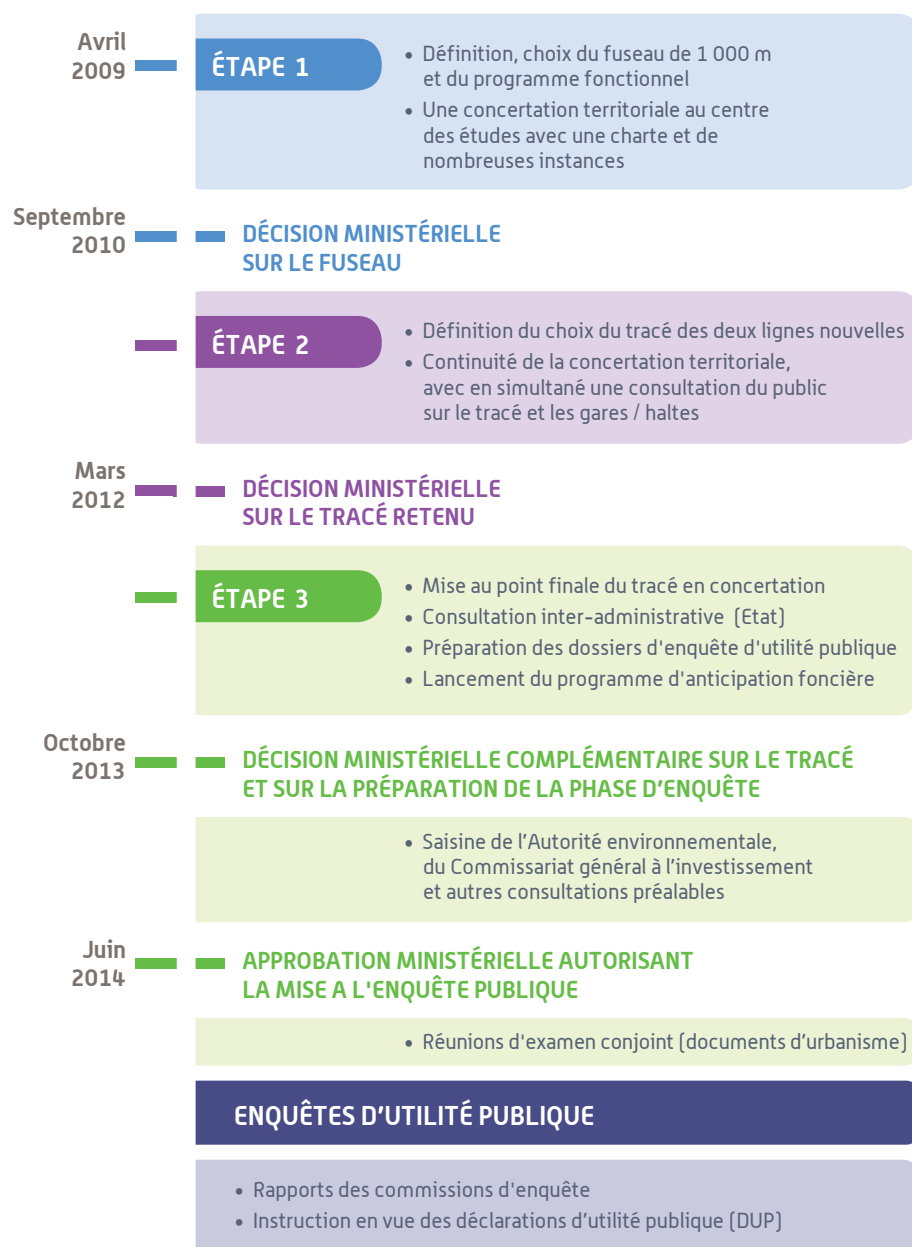 Avril
2009
ÉTAPE 1
• Définition, choix du fuseau de 1 000 m
et du programme fonctionnel
• Une concertation territoriale au centre
des études avec une charte et de
nombreuses instances
Septembre
2010
DÉCISION MINISTÉRIELLE
SUR LE FUSEAU
ÉTAPE 2
• Définition du choix du tracé des deux lignes nouvelles
• Continuité de la concertation territoriale,
avec en simultané une consultation du public
sur le tracé et les gares / haltes
Mars
2012
DÉCISION MINISTÉRIELLE
SUR LE TRACÉ RETENU
ÉTAPE 3
• Mise au point finale du tracé en concertation
• Consultation inter-administrative (Etat)
• Préparation des dossiers d'enquête d'utilité publique
• Lancement du programme d'anticipation foncière
Octobre
2013
DÉCISION MINISTÉRIELLE COMPLÉMENTAIRE SUR LE TRACÉ
ET SUR LA PRÉPARATION DE LA PHASE D’ENQUÊTE
• Saisine de l’Autorité environnementale,
du Commissariat général à l’investissement
et autres consultations préalables
Juin
2014
APPROBATION MINISTÉRIELLE AUTORISANT
LA MISE A L'ENQUÊTE PUBLIQUE
• Réunions d'examen conjoint (documents d’urbanisme)
ENQUÊTES D’UTILITÉ PUBLIQUE
• Rapports des commissions d'enquête
• Instruction en vue des déclarations d’utilité publique (DUP)